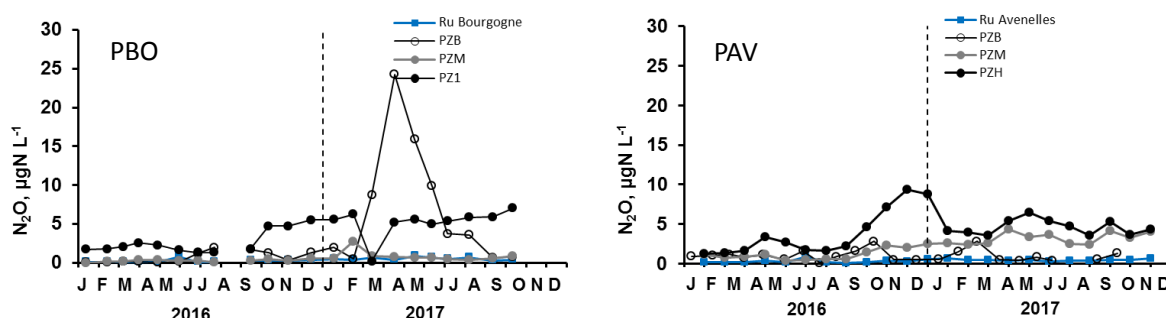 PBO
N₂O, µgN L⁻¹
30
25
20
15
10
5
0
Ru Bourgogne
PZB
PZM
PZ1
J F M A M J J A S O N D J F M A M J J A S O N D
2016 2017
PAV
N₂O, µgN L⁻¹
30
25
20
15
10
5
0
Ru Avenelles
PZB
PZM
PZH
J F M A M J J A S O N D J F M A M J J A S O N D
2016 2017